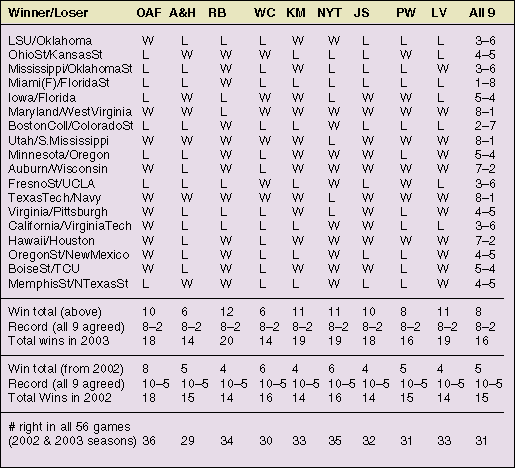 Winner/Loser OAF A&H RB WC KM NYT JS PW LV All 9
LSU/Oklahoma W L L L W W L L L 3–6
OhioSt/KansasSt L W W L L L W W L 4–5
Mississippi/OklahomaSt L L W L W L L L W 3–6
Miami(F)/FloridaSt L L W L L L L L L 1–8
Iowa/Florida L W L W W L W W L 5–4
Maryland/WestVirginia W L W W W W W W W 8–1
BostonColl/ColoradoSt L L W L L W L L L 2–7
Utah/S.Mississippi W W W W W L W W W 8–1
Minnesota/Oregon L L W L W W W L W 5–4
Auburn/Wisconsin W L W L W W W W W 7–2
FresnoSt/UCLA L L L W L W L L W 3–6
TexasTech/Navy W W W W W L W W W 8–1
Virginia/Pittsburgh W L L L W L W L W 4–5
California/VirginiaTech W L L L L W L L W 3–6
Hawaii/Houston W L W L W W W W W 7–2
OregonSt/NewMexico L L W L W W L L W 4–5
BoiseSt/TCU W L W L L W W L W 5–4
MemphisSt/NTexasSt L W W L L W L W L 4–5
Win total (above) 10 6 12 6 11 11 10 8 11 8
Record (all 9 agreed) 8–2 8–2 8–2 8–2 8–2 8–2 8–2 8–2 8–2 8–2
Total wins in 2003 18 14 20 14 19 19 18 16 19 16
Win total (from 2002) 8 5 4 6 4 6 4 5 4 5
Record (all 9 agreed) 10–5 10–5 10–5 10–5 10–5 10–5 10–5 10–5 10–5 10–5
Total Wins in 2002 18 15 14 16 14 16 14 15 14 15
# right in all 56 games
(2002 & 2003 seasons) 36 29 34 30 33 35 32 31 33 31